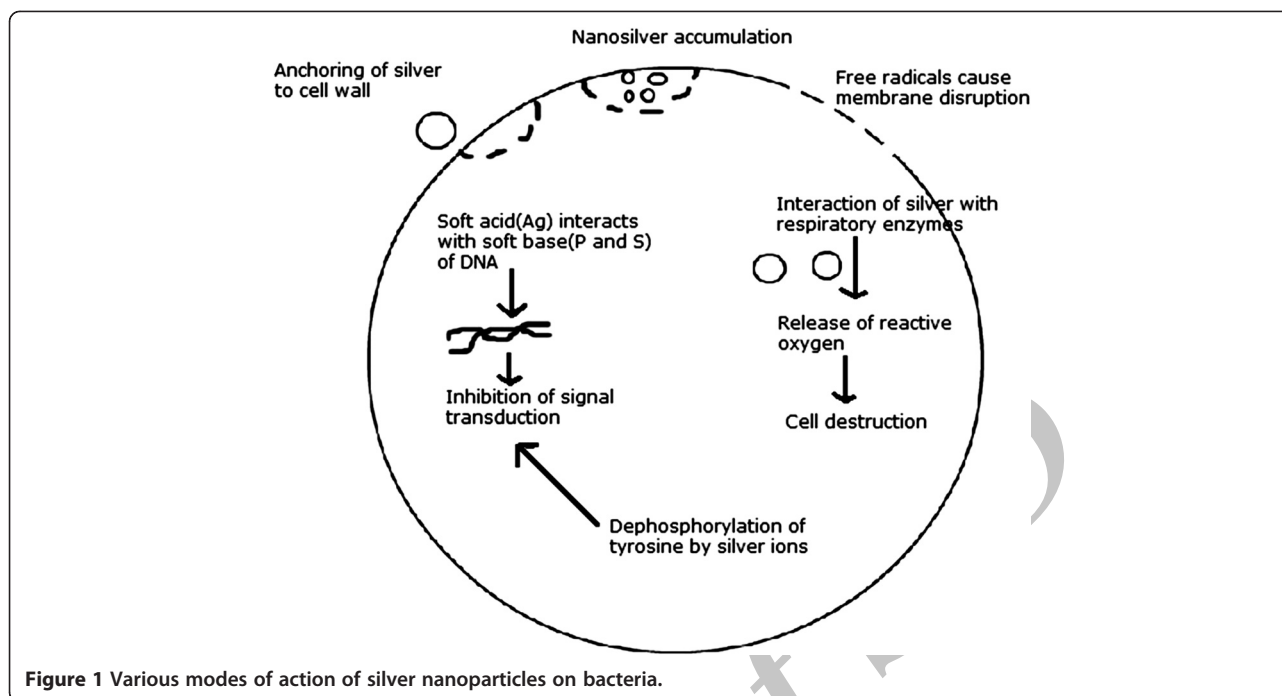 Nanosilver accumulation
Anchoring of silver
to cell wall
Free radicals cause
membrane disruption
Soft acid(Ag) interacts
with soft base(P and S)
of DNA
Interaction of silver with
respiratory enzymes
Release of reactive
oxygen
Inhibition of signal
transduction
Cell destruction
Dephosphorylation of
tyrosine by silver ions
Figure 1 Various modes of action of silver nanoparticles on bacteria.